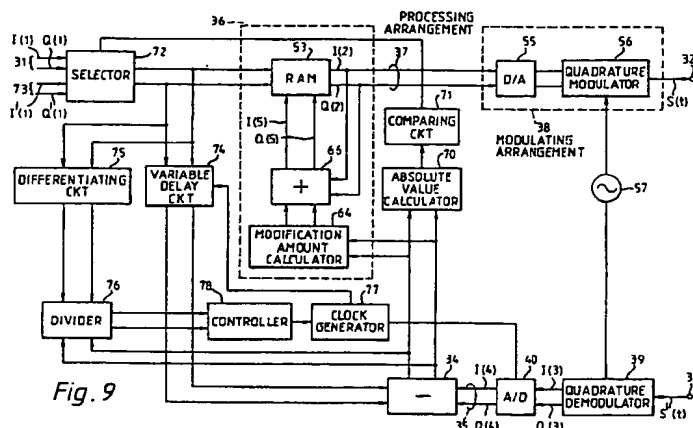 PROCESSING ARRANGEMENT
36
I(1)
Q(1)
31
73
I'(1)
Q'(1)
72
SELECTOR
53
RAM
I(2)
Q(2)
37
55
D/A
56
QUADRATURE MODULATOR
32
S(t)
38
MODULATING ARRANGEMENT
I(5)
Q(5)
71
COMPARING CKT
75
DIFFERENTIATING CKT
74
VARIABLE DELAY CKT
65
+
70
ABSOLUTE VALUE CALCULATOR
57
64
MODIFICATION AMOUNT CALCULATOR
76
DIVIDER
78
CONTROLLER
77
CLOCK GENERATOR
34
−
35
I(4)
Q(4)
40
A/D
I(3)
Q(3)
39
QUADRATURE DEMODULATOR
S'(t)
Fig. 9